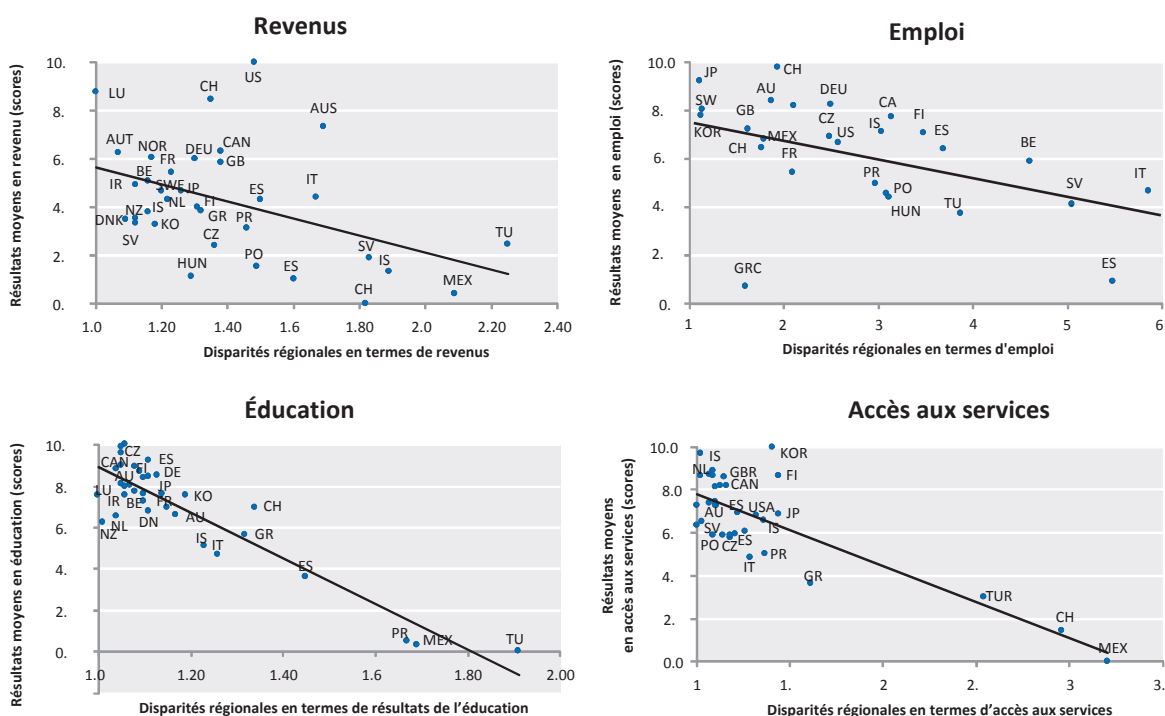 Revenus
Résultats moyens en revenu (scores)
10.
8.
6.
4.
2.
0.
US
LU
CH
AUS
AUT
NOR
DEU
CAN
FR
GB
BE
IR
SWE
JP
ES
IT
NL
FI
NZ
IS
GR
DNK
KO
PR
SV
CZ
TU
HUN
PO
ES
SV
IS
CH
MEX
1.0
1.20
1.40
1.6
1.8
2.0
2.20
2.40
Disparités régionales en termes de revenus
Emploi
Résultats moyens en emploi (scores)
10.0
8.
6.
4.
2.
0.
JP
CH
AU
DEU
SW
GB
CA
FI
CZ
US
IS
ES
KOR
MEX
CH
FR
BE
PR
PO
HUN
TU
SV
IT
GRC
ES
1
2
3
4
5
6
Disparités régionales en termes d'emploi
Éducation
Résultats moyens en éducation (scores)
10.
8.
6.
4.
2.
0.
CZ
ES
CAN
FI
DE
AU
LU
IR
BE
FR
KO
CH
NL
DN
AU
NZ
IS
IT
GR
ES
PR
MEX
TU
1.0
1.20
1.40
1.60
1.80
2.00
Disparités régionales en termes de résultats de l’éducation
Accès aux services
Résultats moyens
en accès aux services (scores)
10.0
8.0
6.0
4.
2.
0.0
IS
KOR
NL
GBR
FI
CAN
AU
ES
USA
JP
SV
IS
PO
CZ
ES
IT
PR
GR
TUR
CH
MEX
1
1.
2
2.
3
3.
Disparités régionales en termes d’accès aux services